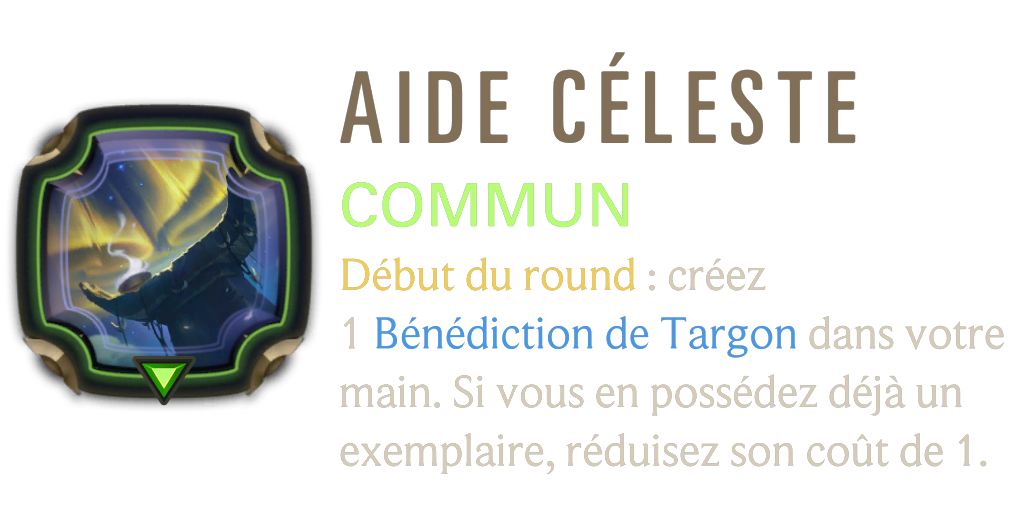 AIDE CÉLESTE
COMMUN
Début du round : créez
1 Bénédiction de Targon dans votre
main. Si vous en possédez déjà un
exemplaire, réduisez son coût de 1.